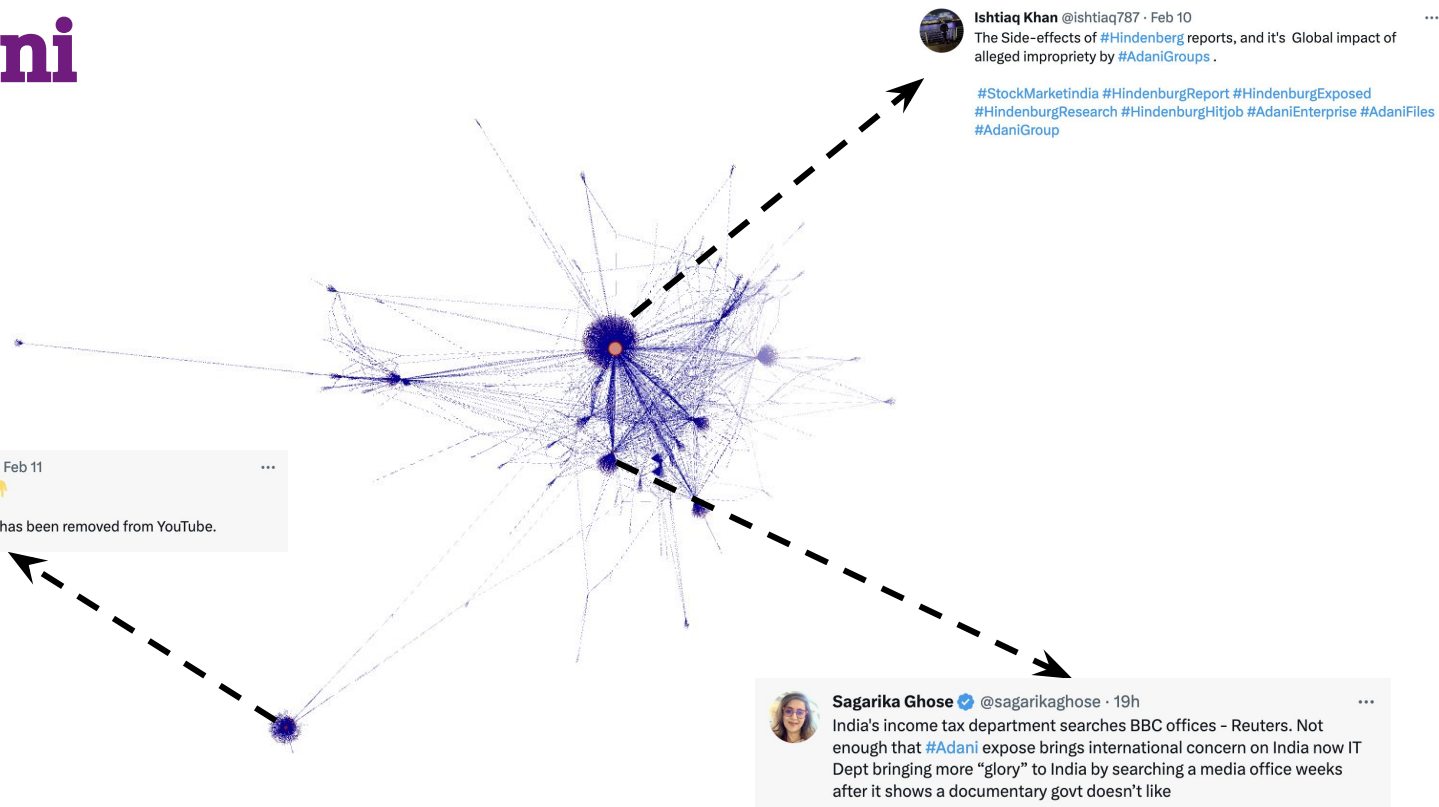 ni
Ishtiaq Khan @ishtiaq787 · Feb 10
The Side-effects of #Hindenberg reports, and it's Global impact of
alleged impropriety by #AdaniGroups .
#StockMarketindia #HindenburgReport #HindenburgExposed
#HindenburgResearch #HindenburgHitjob #AdaniEnterprise #AdaniFiles
#AdaniGroup
Feb 11
has been removed from YouTube.
Sagarika Ghose @sagarikaghose · 19h
India's income tax department searches BBC offices - Reuters. Not
enough that #Adani expose brings international concern on India now IT
Dept bringing more “glory” to India by searching a media office weeks
after it shows a documentary govt doesn’t like